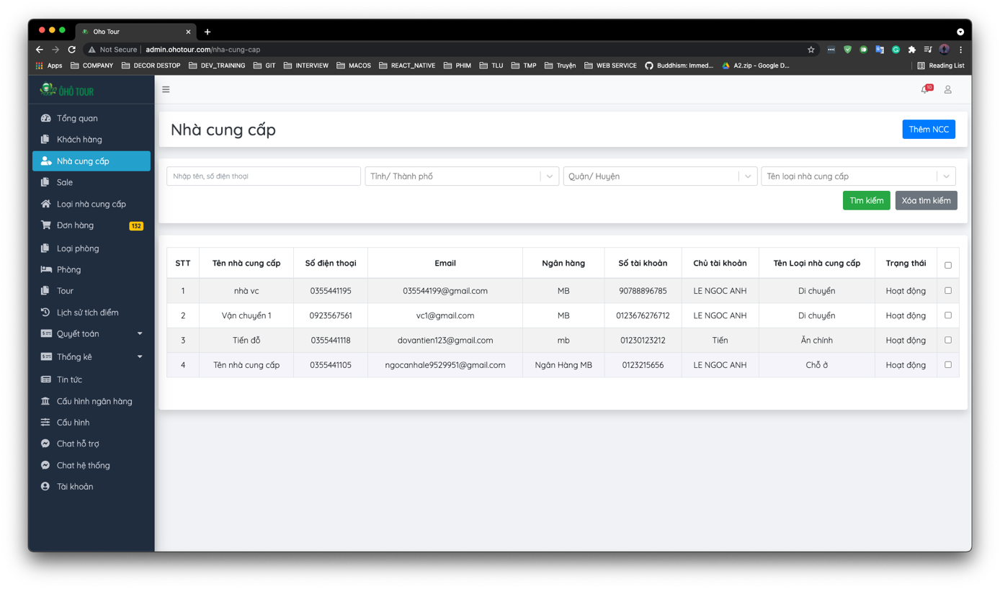 Oho Tour
Not Secure | admin.ohotour.com/nha-cung-cap
Apps COMPANY DECOR DESTOP DEV_TRAINING GIT INTERVIEW MACOS REACT_NATIVE PHIM TLU TMP Truyện WEB SERVICE Buddhism: Immed... A2.zip - Google D... Reading List
ÔHÔ TOUR
10
Tổng quan
Khách hàng
Nhà cung cấp
Sale
Loại nhà cung cấp
Đơn hàng 132
Loại phòng
Phòng
Tour
Lịch sử tích điểm
Quyết toán
Thống kê
Tin tức
Cấu hình ngân hàng
Cấu hình
Chat hỗ trợ
Chat hệ thống
Tài khoản
Nhà cung cấp Thêm NCC
Nhập tên, số điện thoại Tỉnh/ Thành phố Quận/ Huyện Tên loại nhà cung cấp
Tìm kiếm Xóa tìm kiếm
STT Tên nhà cung cấp Số điện thoại Email Ngân hàng Số tài khoản Chủ tài khoản Tên Loại nhà cung cấp Trạng thái
1 nhà vc 0355441195 035544199@gmail.com MB 90788896785 LE NGOC ANH Di chuyển Hoạt động
2 Vận chuyển 1 0923567561 vc1@gmail.com MB 0123676276712 LE NGOC ANH Di chuyển Hoạt động
3 Tiến đỗ 0355441118 dovantien123@gmail.com mb 01230123212 Tiến Ăn chính Hoạt động
4 Tên nhà cung cấp 0355441105 ngocanhale9529951@gmail.com Ngân Hàng MB 0123215656 LE NGOC ANH Chỗ ở Hoạt động